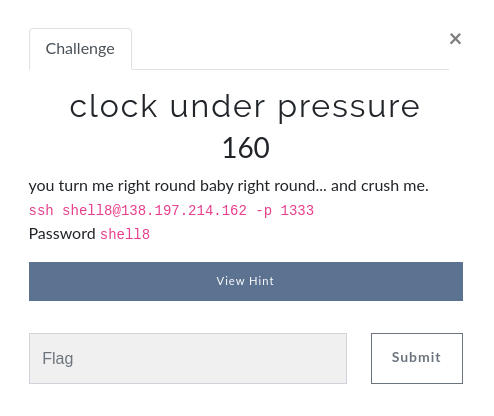 Challenge
×
clock under pressure
160
you turn me right round baby right round... and crush me.
ssh shell8@138.197.214.162 -p 1333
Password shell8
View Hint
Flag
Submit